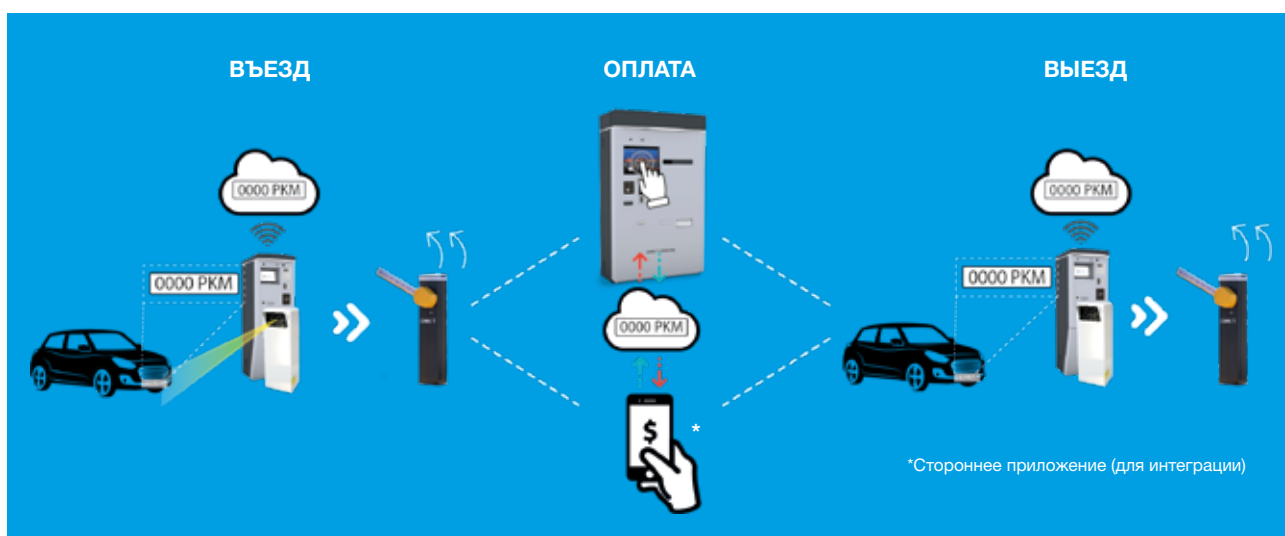 ВЪЕЗД
ОПЛАТА
ВЫЕЗД
0000 PKM
0000 PKM
0000 PKM
0000 PKM
0000 PKM
$
*
*Стороннее приложение (для интеграции)